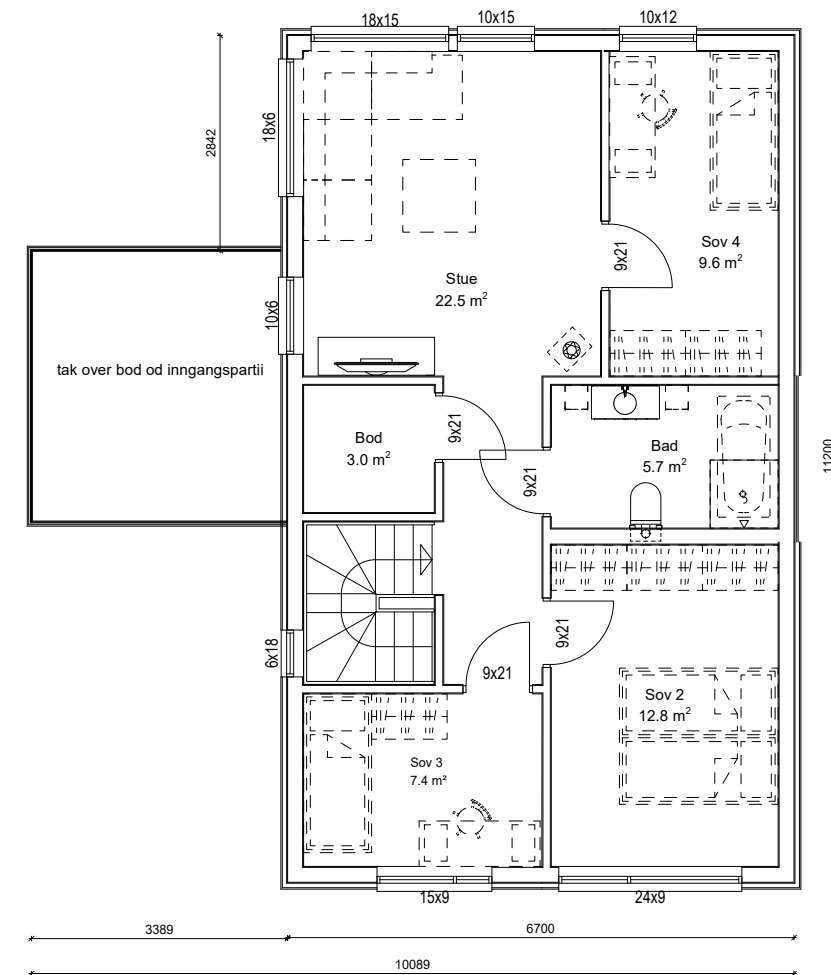 18x15
10x15
10x12
2842
18x6
9x21
Sov 4
9.6 m²
Stue
22.5 m²
10x6
tak over bod od inngangspartii
9x21
Bod
3.0 m²
9x21
Bad
5.7 m²
11200
9x21
6x18
9x21
Sov 2
12.8 m²
Sov 3
7.4 m²
15x9
24x9
3389
6700
10089